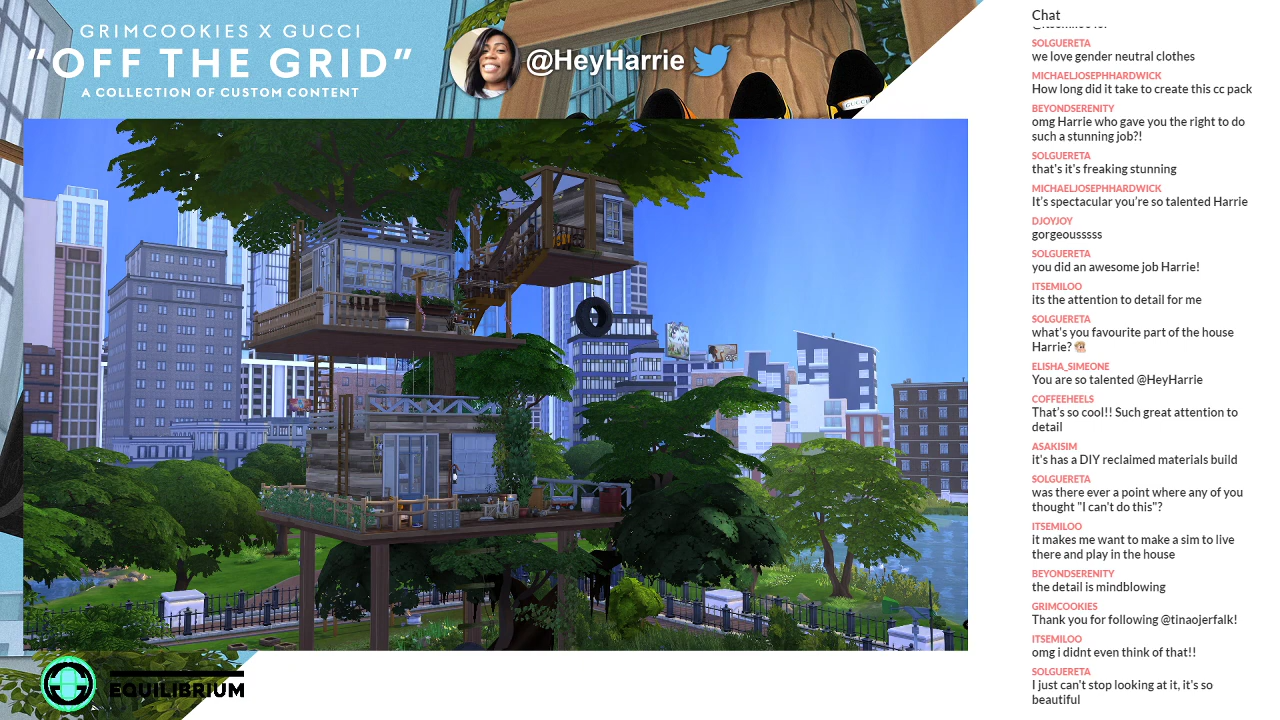 GRIMCOOKIES X GUCCI
“OFF THE GRID”
A COLLECTION OF CUSTOM CONTENT
@HeyHarrie
GUCCI
EQUILIBRIUM
Chat
SOLGUERETA
we love gender neutral clothes
MICHAELJOSEPHHARDWICK
How long did it take to create this cc pack
BEYONDSERENITY
omg Harrie who gave you the right to do
such a stunning job?!
SOLGUERETA
that's it's freaking stunning
MICHAELJOSEPHHARDWICK
It's spectacular you're so talented Harrie
DJOYJOY
gorgeousssss
SOLGUERETA
you did an awesome job Harrie!
ITSEMILOO
its the attention to detail for me
SOLGUERETA
what's you favourite part of the house
Harrie?
ELISHA_SIMEONE
You are so talented @HeyHarrie
COFFEEHEELS
That's so cool!! Such great attention to
detail
ASAKISIM
it's has a DIY reclaimed materials build
SOLGUERETA
was there ever a point where any of you
thought "I can't do this"?
ITSEMILOO
it makes me want to make a sim to live
there and play in the house
BEYONDSERENITY
the detail is mindblowing
GRIMCOOKIES
Thank you for following @tinaojerfalk!
ITSEMILOO
omg i didnt even think of that!!
SOLGUERETA
I just can't stop looking at it, it's so
beautiful